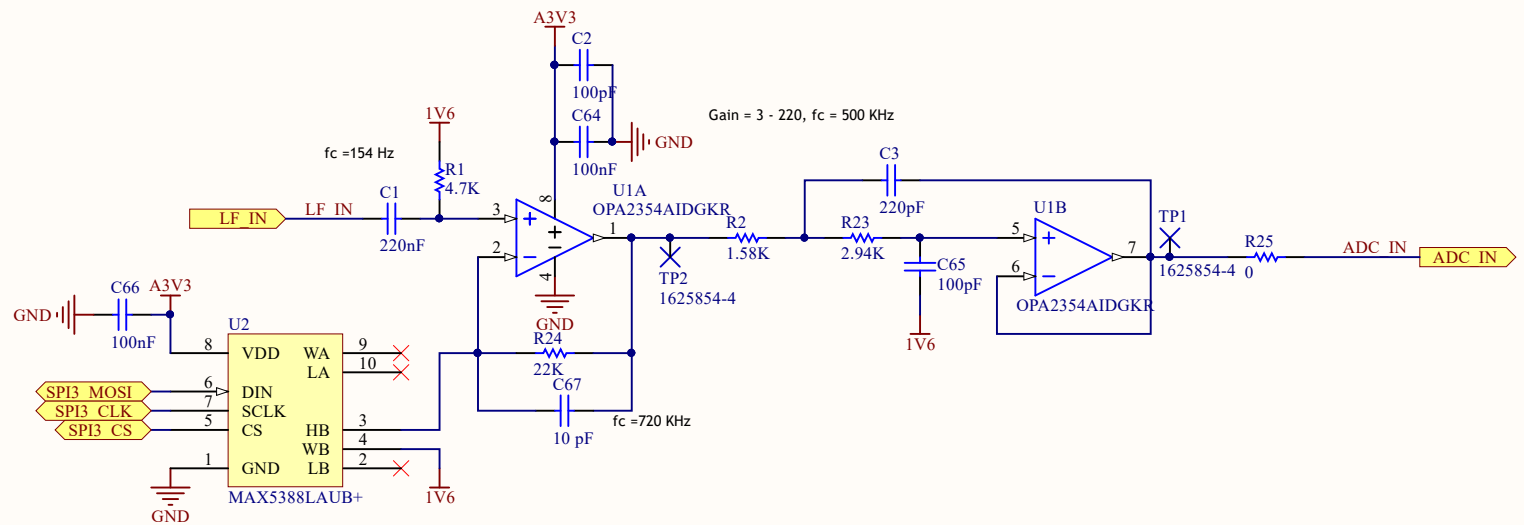 A3V3
C2
100pF
C64
100nF
GND
Gain = 3 - 220, fc = 500 KHz
1V6
fc =154 Hz
R1
4.7K
C1
220nF
LF_IN
LF_IN
3
2
8
4
1
U1A
OPA2354AIDGKR
GND
TP2
1625854-4
R2
1.58K
C3
220pF
R23
2.94K
C65
100pF
1V6
U1B
5
6
7
OPA2354AIDGKR
TP1
1625854-4
R25
0
ADC_IN
ADC_IN
R24
22K
C67
10 pF
fc =720 KHz
GND
C66
100nF
A3V3
U2
8
VDD
WA
9
LA
10
SPI3_MOSI
6
DIN
SPI3_CLK
7
SCLK
SPI3_CS
5
CS
HB
3
WB
4
1
GND
LB
2
MAX5388LAUB+
1V6
GND